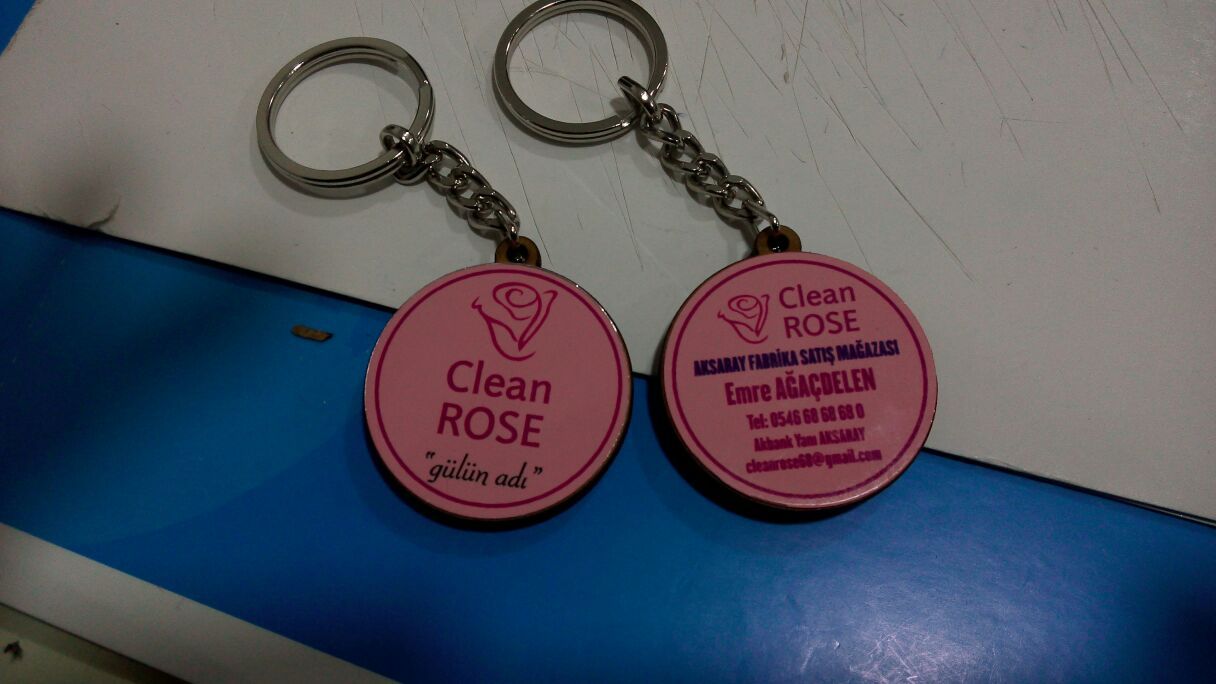 Clean
ROSE
"gülün adı"
Clean
ROSE
AKSARAY FABRİKA SATIŞ MAĞAZASI
Emre AĞAÇDELEN
Tel: 0546 68 68 68 0
Akbank Yanı AKSARAY
cleanrose68@gmail.com